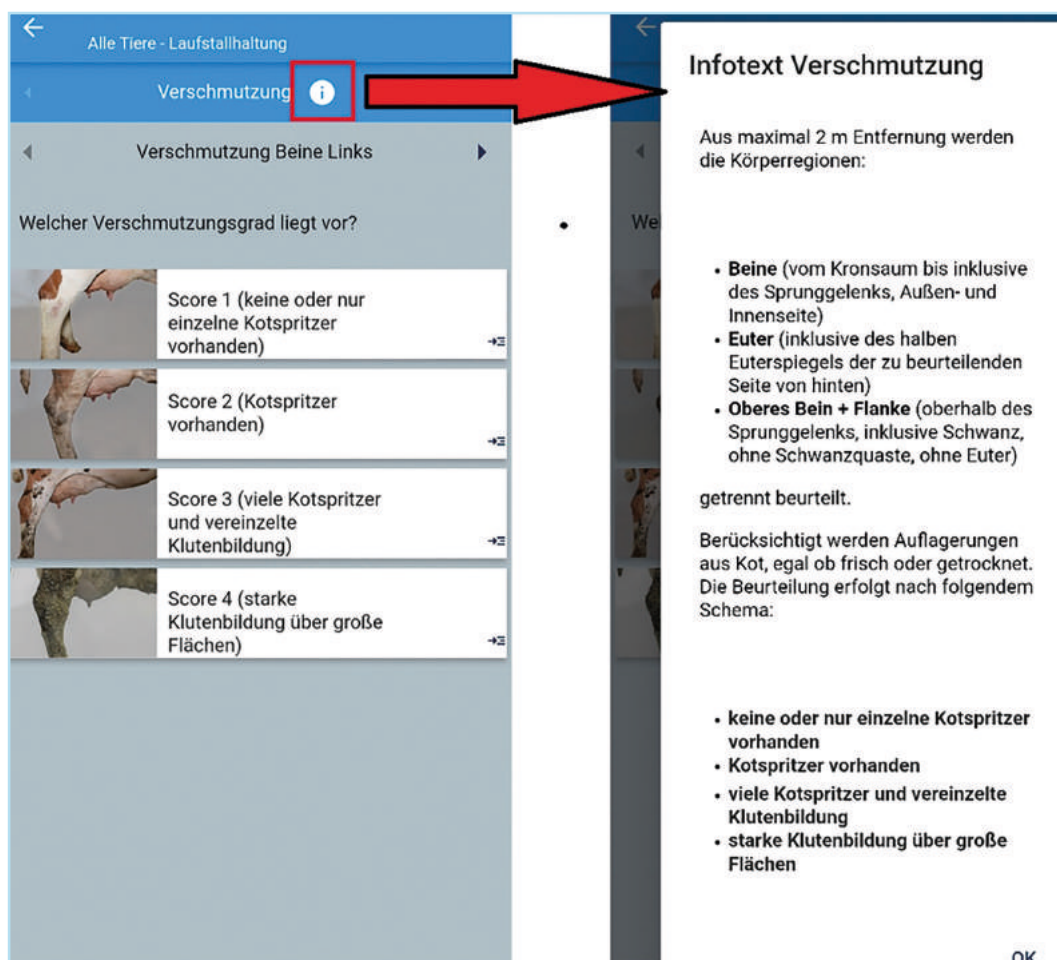 Alle Tiere - Laufstallhaltung
Verschmutzung i
Verschmutzung Beine Links
Welcher Verschmutzungsgrad liegt vor?
Score 1 (keine oder nur
einzelne Kotspritzer
vorhanden)
Score 2 (Kotspritzer
vorhanden)
Score 3 (viele Kotspritzer
und vereinzelte
Klutenbildung)
Score 4 (starke
Klutenbildung über große
Flächen)
•
Wel
Infotext Verschmutzung
Aus maximal 2 m Entfernung werden
die Körperregionen:
• Beine (vom Kronsaum bis inklusive
des Sprunggelenks, Außen- und
Innenseite)
• Euter (inklusive des halben
Euterspiegels der zu beurteilenden
Seite von hinten)
• Oberes Bein + Flanke (oberhalb des
Sprunggelenks, inklusive Schwanz,
ohne Schwanzquaste, ohne Euter)
getrennt beurteilt.
Berücksichtigt werden Auflagerungen
aus Kot, egal ob frisch oder getrocknet.
Die Beurteilung erfolgt nach folgendem
Schema:
• keine oder nur einzelne Kotspritzer
vorhanden
• Kotspritzer vorhanden
• viele Kotspritzer und vereinzelte
Klutenbildung
• starke Klutenbildung über große
Flächen
OK